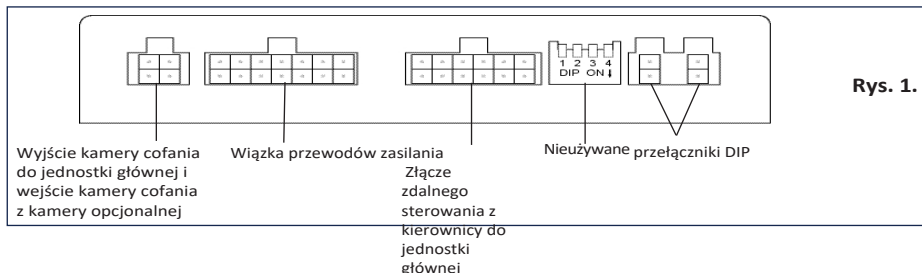 1 2 3 4
DIP ON↓
Rys. 1.
Wyjście kamery cofania
do jednostki głównej i
wejście kamery cofania
z kamery opcjonalnej
Wiązka przewodów zasilania
Złącze
zdalnego
sterowania z
kierownicy do
jednostki
głównej
Nieużywane
przełączniki DIP